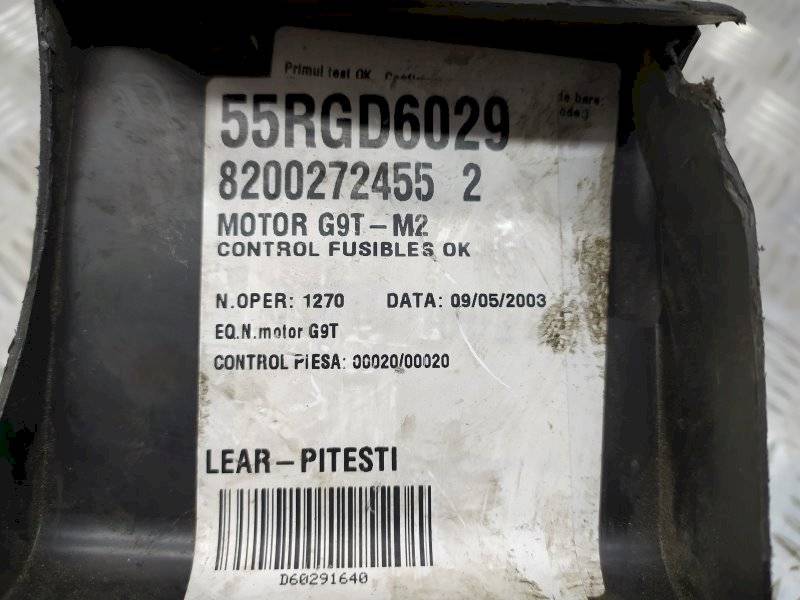 Primul test OK
de bare:
55RGD6029
8200272455 2
MOTOR G9T-M2
CONTROL FUSIBLES OK
N.OPER: 1270 DATA: 09/05/2003
EQ.N.motor G9T
CONTROL PIESA: 00020/00020
LEAR-PITESTI
D60291640